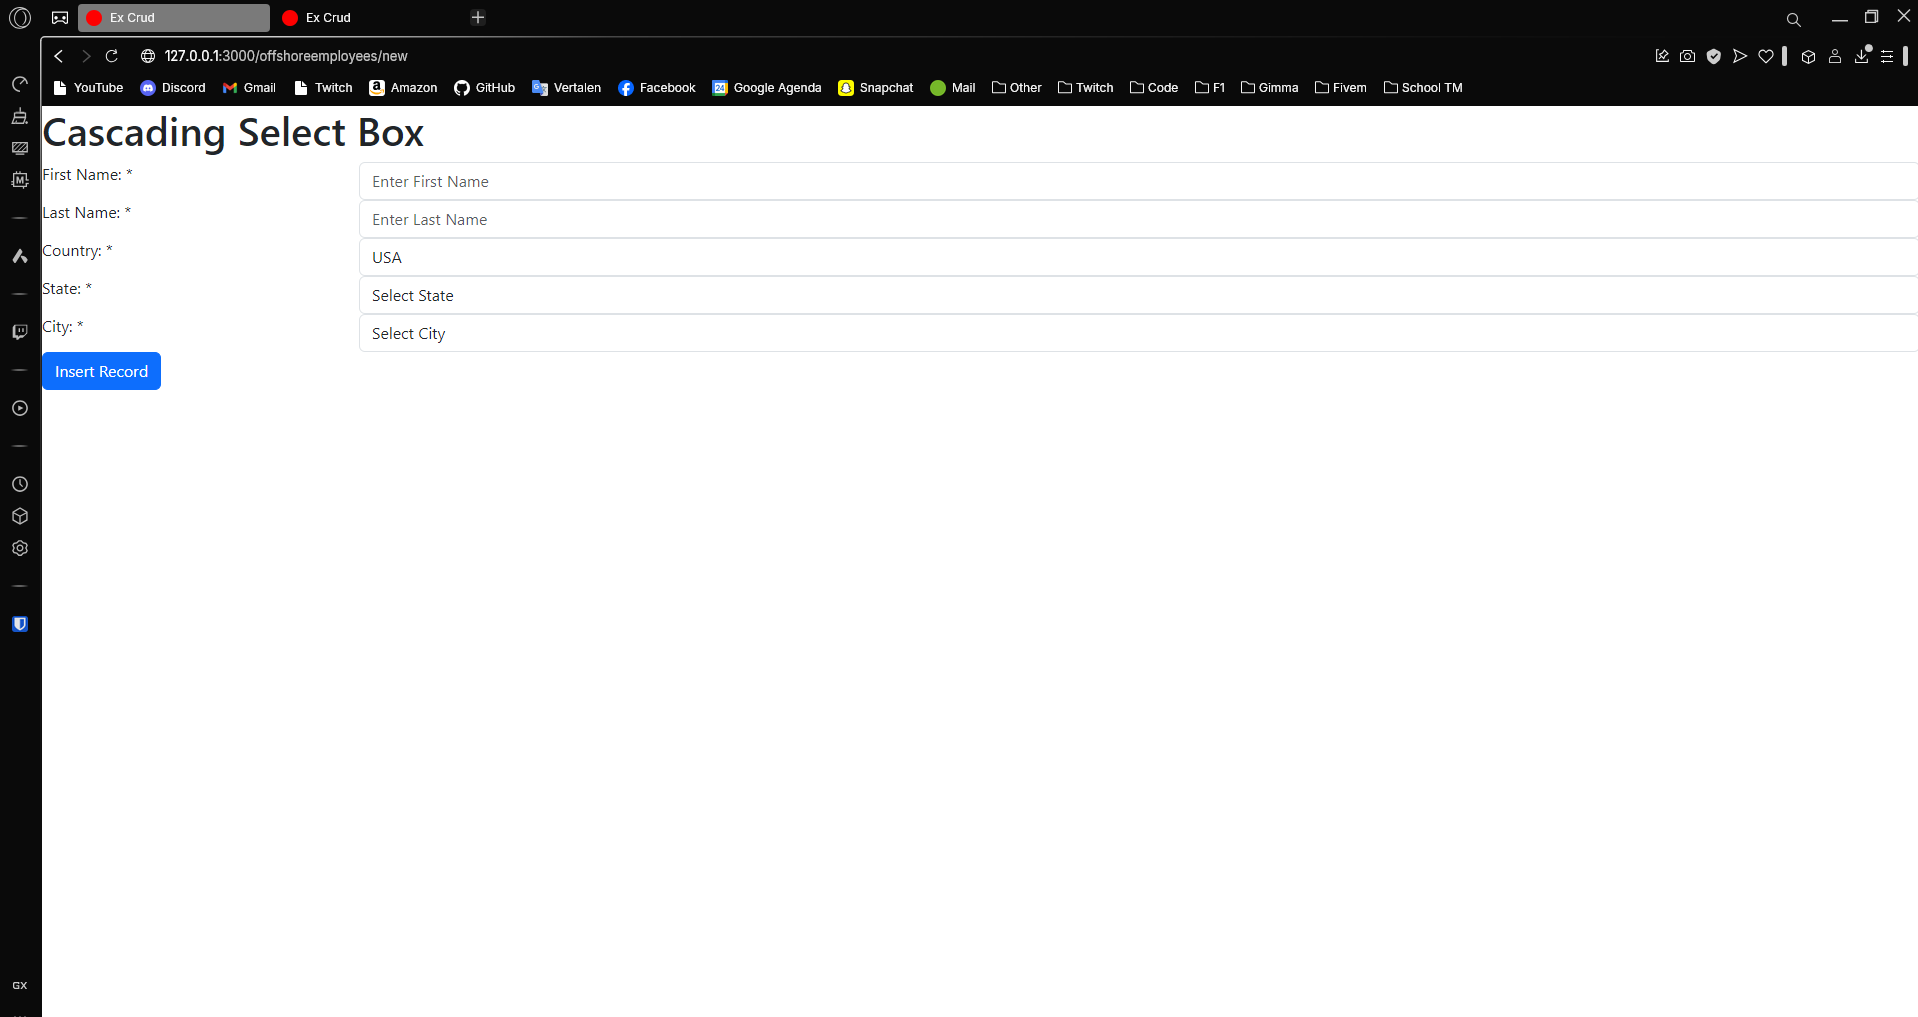 Ex Crud Ex Crud
127.0.0.1:3000/offshoreemployees/new
YouTube Discord Gmail Twitch Amazon GitHub Vertalen Facebook 24 Google Agenda Snapchat Mail Other Twitch Code F1 Gimma Fivem School TM
Cascading Select Box
First Name: * Enter First Name
Last Name: * Enter Last Name
Country: * USA
State: * Select State
City: * Select City
Insert Record
M
GX